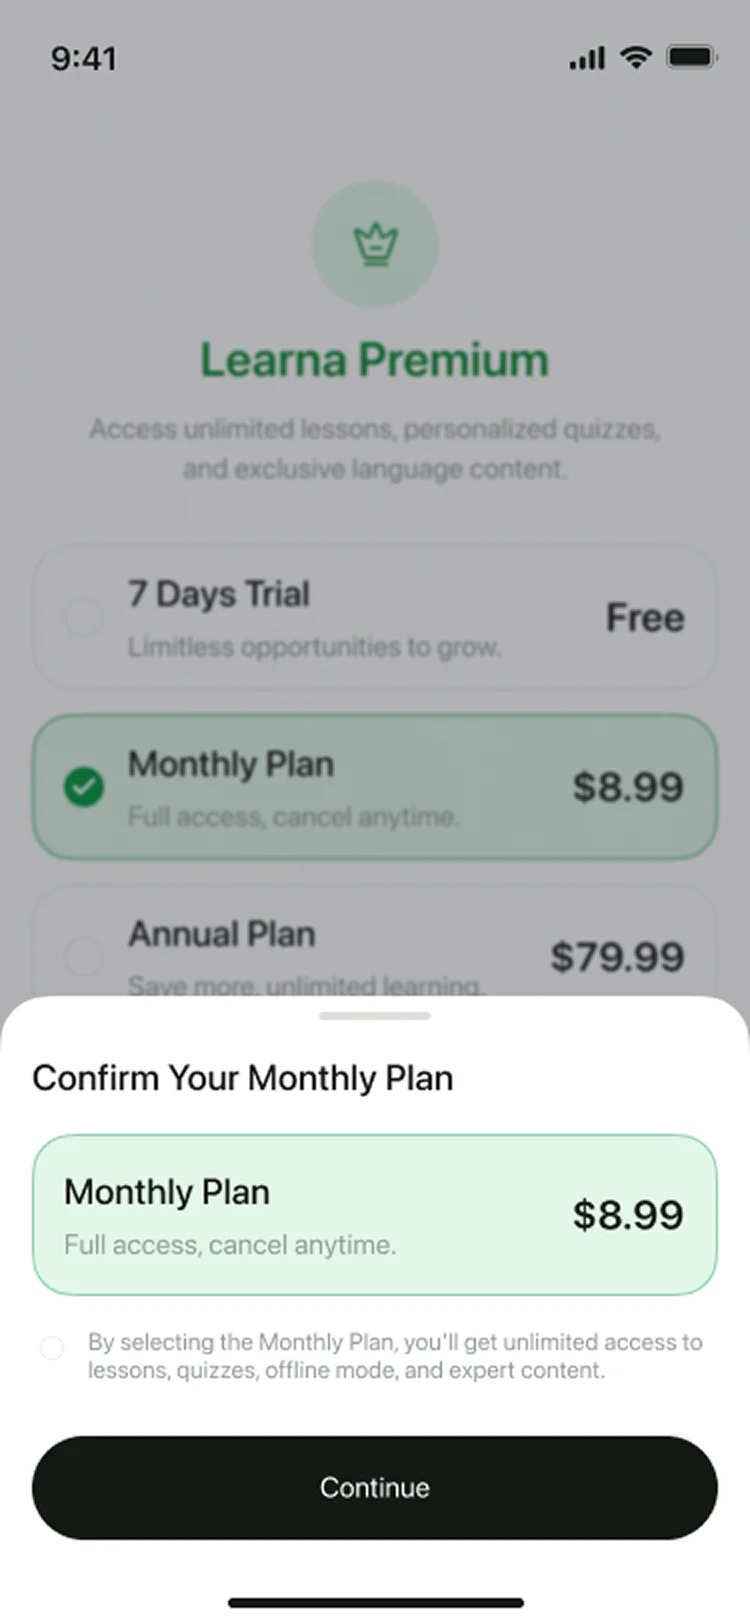 9:41
Learna Premium
Access unlimited lessons, personalized quizzes,
and exclusive language content.
7 Days Trial
Free
Limitless opportunities to grow.
Monthly Plan
$8.99
Full access, cancel anytime.
Annual Plan
$79.99
Save more, unlimited learning.
Confirm Your Monthly Plan
Monthly Plan
$8.99
Full access, cancel anytime.
By selecting the Monthly Plan, you'll get unlimited access to
lessons, quizzes, offline mode, and expert content.
Continue